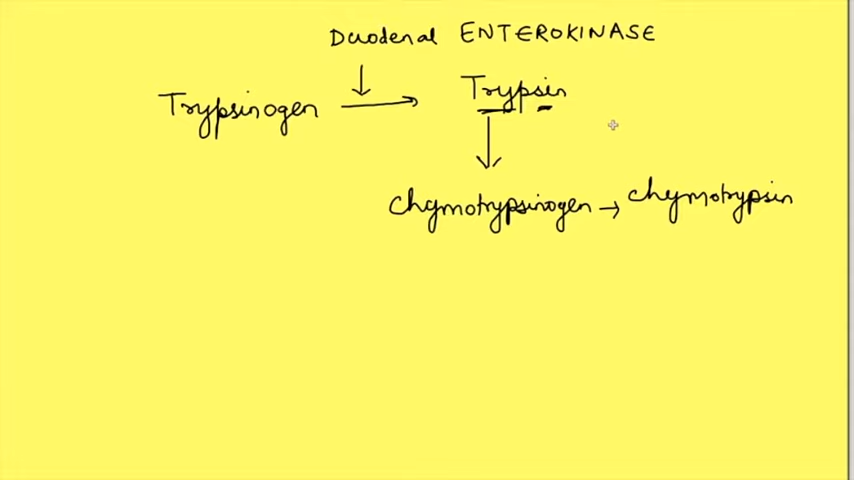 Duodenal ENTEROKINASE
Trypsinogen → Trypsin
Chymotrypsinogen → chymotrypsin